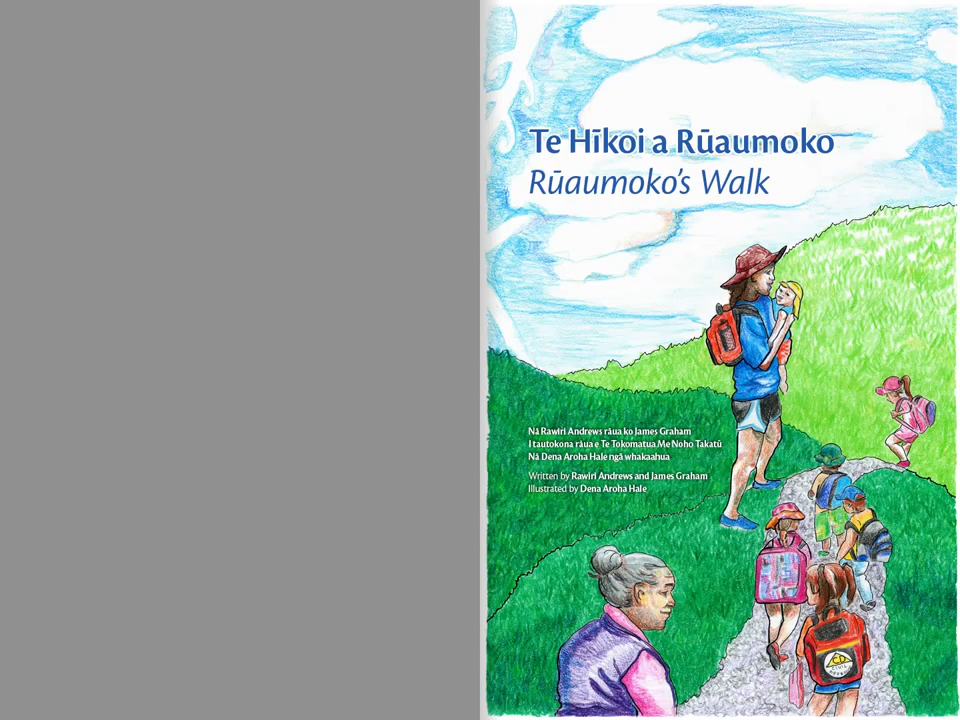 Te Hīkoi a Rūaumoko
Rūaumoko's Walk
Nā Rawiri Andrews rāua ko James Graham
I tautokona rāua e Te Tokomatua Me Noho Takatū
Nā Dena Aroha Hale ngā whakaahua
Written by Rawiri Andrews and James Graham
Illustrated by Dena Aroha Hale
CD